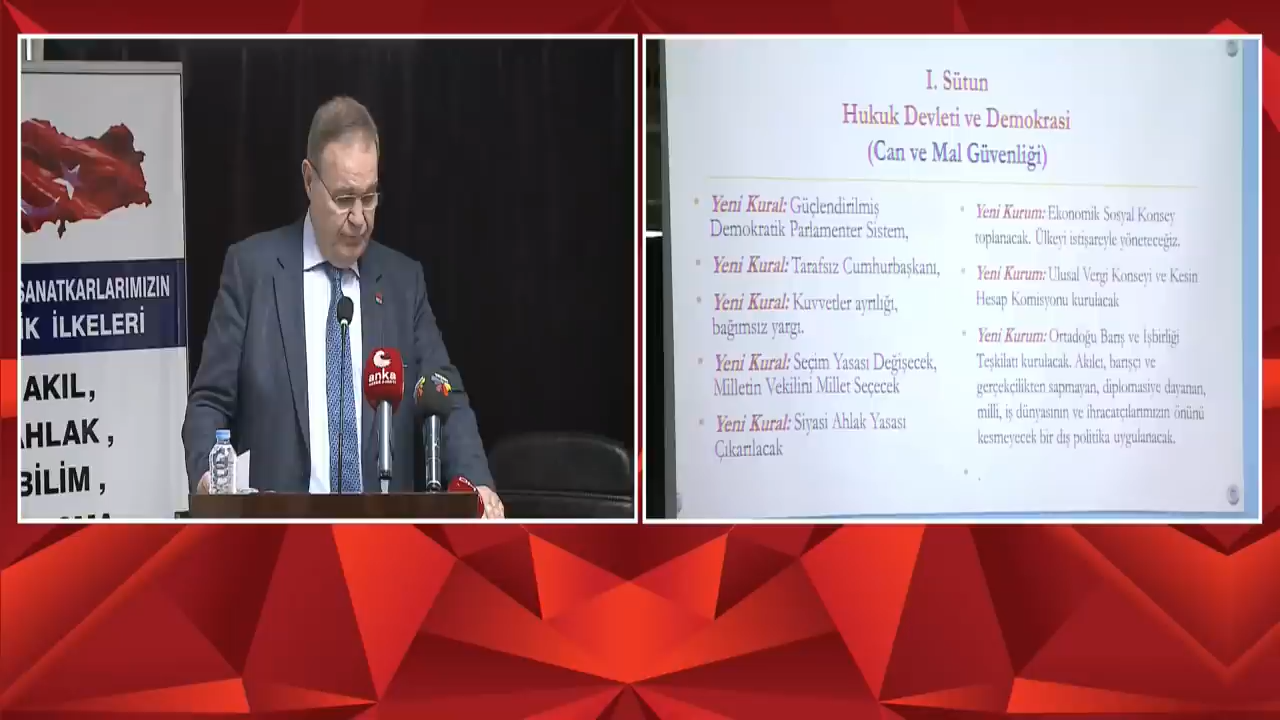 SANATKARLARIMIZIN
İK İLKELERİ
AKIL,
AHLAK ,
BİLİM ,
anka
I. Sütun
Hukuk Devleti ve Demokrasi
(Can ve Mal Güvenliği)
Yeni Kural: Güçlendirilmiş
Demokratik Parlamenter Sistem,
Yeni Kural: Tarafsız Cumhurbaşkanı,
Yeni Kural: Kuvvetler ayrılığı,
bağımsız yargı.
Yeni Kural: Seçim Yasası Değişecek,
Milletin Vekilini Millet Seçecek
Yeni Kural: Siyasi Ahlak Yasası
Çıkarılacak
Yeni Kurum: Ekonomik Sosyal Konsey
toplanacak. Ülkeyi istişareyle yöneteceğiz.
Yeni Kurum: Ulusal Vergi Konseyi ve Kesin
Hesap Komisyonu kurulacak
Yeni Kurum: Ortadoğu Barış ve İşbirliği
Teşkilatı kurulacak. Akılcı, barışçı ve
gerçekçilikten sapmayan, diplomasiye dayanan,
milli, iş dünyasının ve ihracatçılarımızın önünü
kesmeyecek bir dış politika uygulanacak.